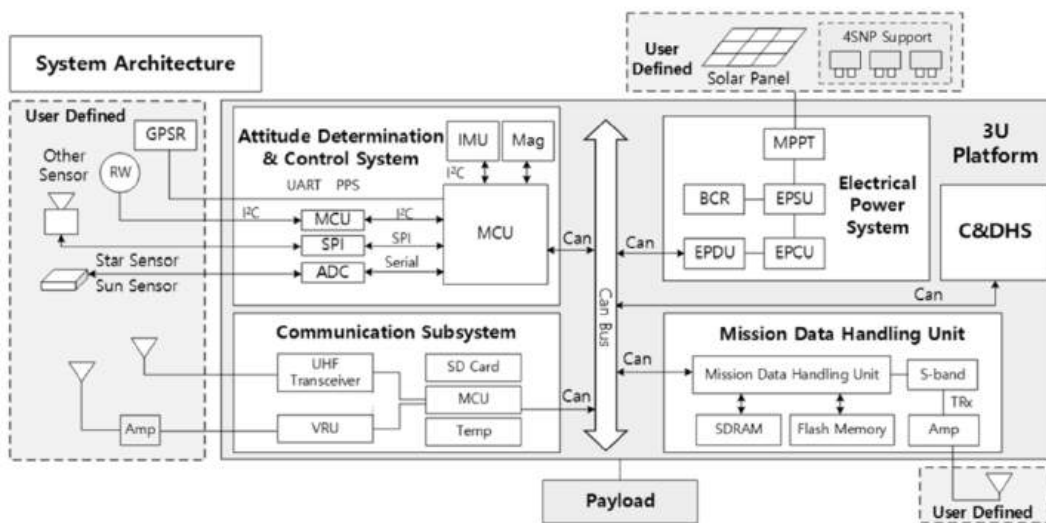 System Architecture
User Defined
GPSR
Other
Sensor
RW
I²C
Star Sensor
Sun Sensor
Amp
Attitude Determination
& Control System
IMU
Mag
I²C
UART PPS
MCU
I²C
SPI
SPI
ADC
Serial
MCU
Can
Communication Subsystem
UHF
Transceiver
SD Card
MCU
VRU
Temp
Can
Can Bus
User
Defined
Solar Panel
4SNP Support
MPPT
BCR
EPSU
EPDU
EPCU
Electrical
Power
System
Can
3U
Platform
C&DHS
Can
Mission Data Handling Unit
Can
Mission Data Handling Unit
S-band
TRx
SDRAM
Flash Memory
Amp
Payload
User Defined